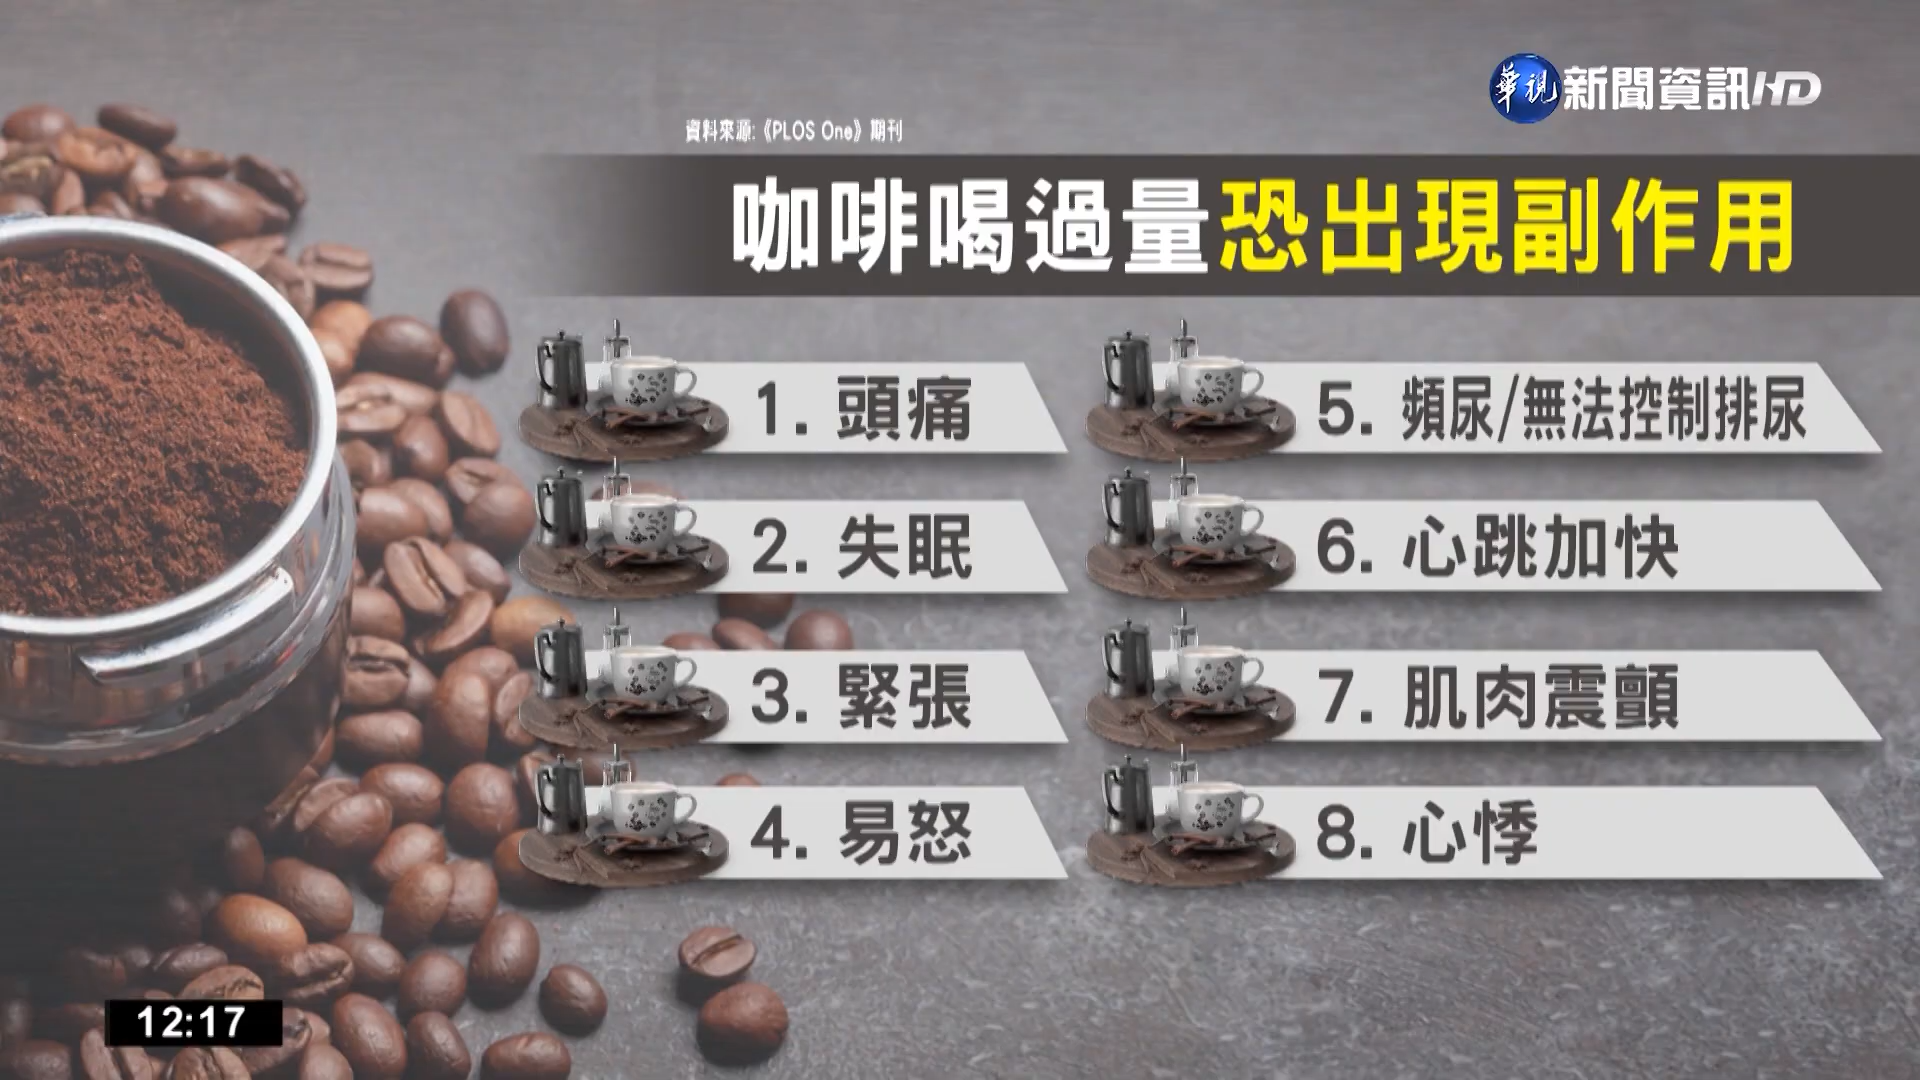 華視新聞資訊HD
資料來源:《PLOS One》期刊
咖啡喝過量恐出現副作用
1. 頭痛
2. 失眠
3. 緊張
4. 易怒
5. 頻尿/無法控制排尿
6. 心跳加快
7. 肌肉震顫
8. 心悸
12:17